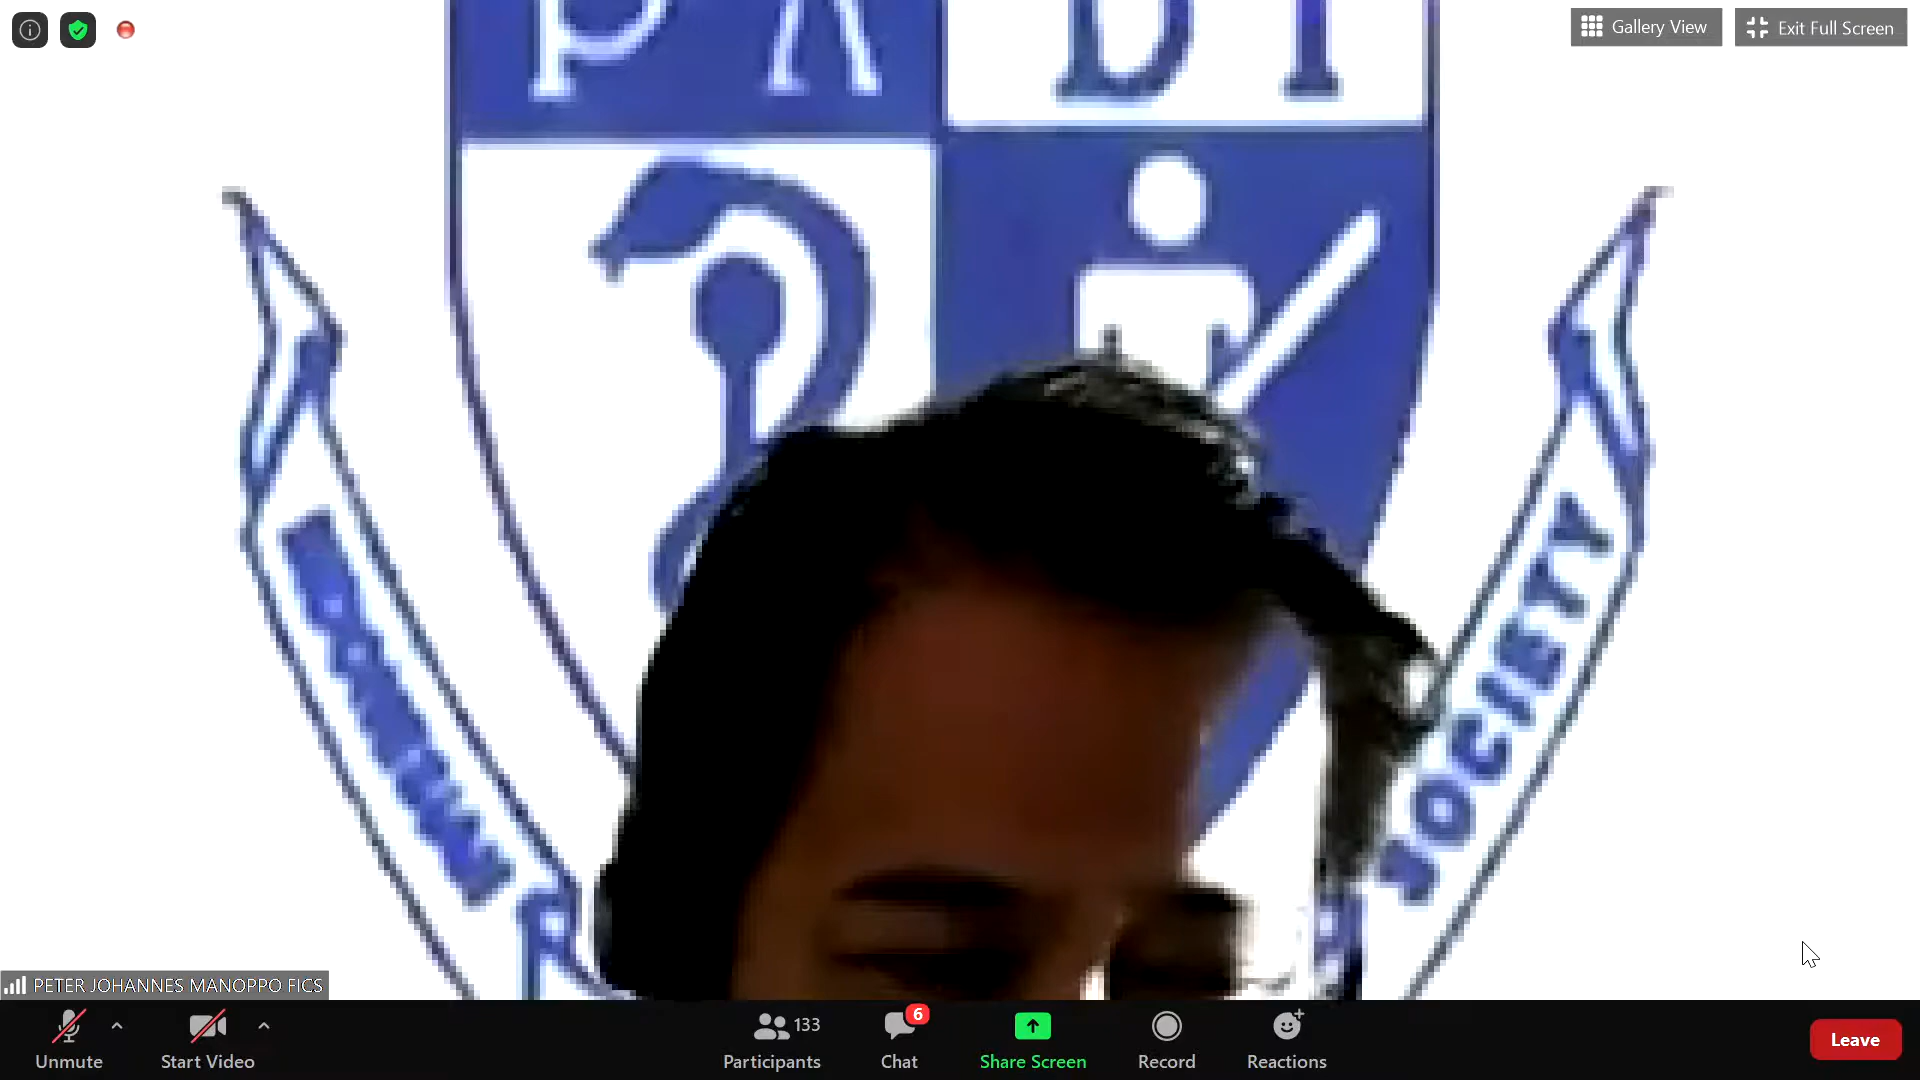 Gallery View
Exit Full Screen
SOCIETY
PETER JOHANNES MANOPPO FICS
Unmute
Start Video
133
Participants
6
Chat
Share Screen
Record
Reactions
Leave